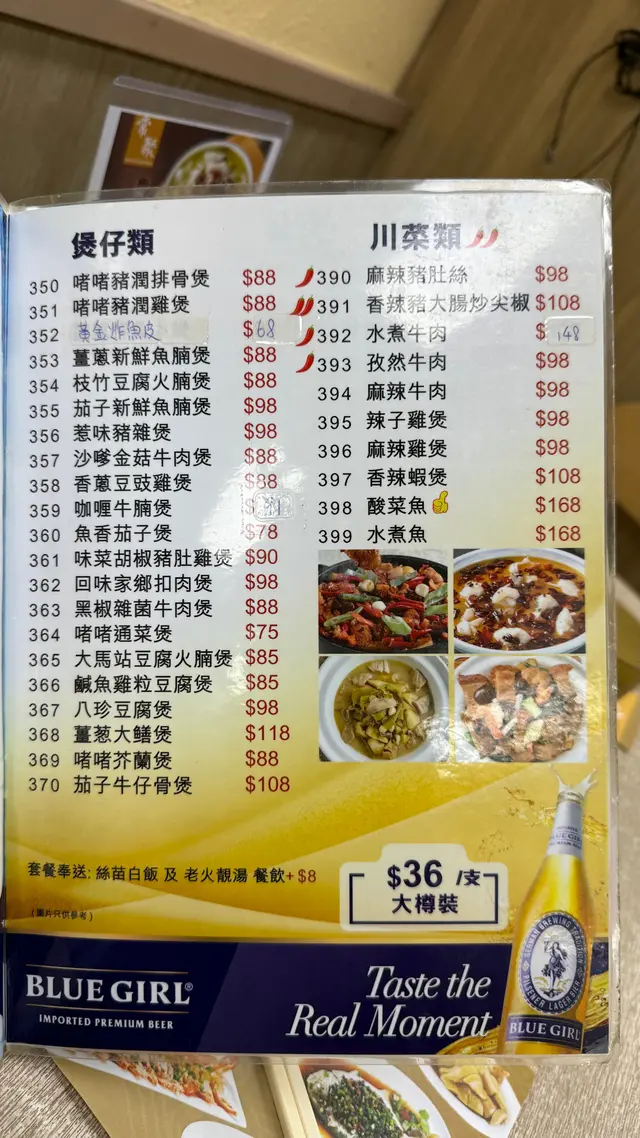 煲仔類
350 啫啫豬潤排骨煲 $88
351 啫啫豬潤雞煲 $88
352 黃金炸魚皮 $68
353 薑蔥新鮮魚腩煲 $88
354 枝竹豆腐火腩煲 $88
355 茄子新鮮魚腩煲 $98
356 惹味豬雜煲 $98
357 沙嗲金菇牛肉煲 $88
358 香蔥豆豉雞煲 $88
359 咖喱牛腩煲 $
360 魚香茄子煲 $78
361 味菜胡椒豬肚雞煲 $90
362 回味家鄉扣肉煲 $98
363 黑椒雜菌牛肉煲 $88
364 啫啫通菜煲 $75
365 大馬站豆腐火腩煲 $85
366 鹹魚雞粒豆腐煲 $85
367 八珍豆腐煲 $98
368 薑葱大鱔煲 $118
369 啫啫芥蘭煲 $88
370 茄子牛仔骨煲 $108
川菜類
390 麻辣豬肚絲 $98
391 香辣豬大腸炒尖椒 $108
392 水煮牛肉 $148
393 孜然牛肉 $98
394 麻辣牛肉 $98
395 辣子雞煲 $98
396 麻辣雞煲 $98
397 香辣蝦煲 $108
398 酸菜魚 $168
399 水煮魚 $168
套餐奉送: 絲苗白飯 及 老火靚湯 餐飲+ $8
(圖片只供參考)
$36 /支
大樽裝
BLUE GIRL®
IMPORTED PREMIUM BEER
Taste the
Real Moment
BLUE GIRL